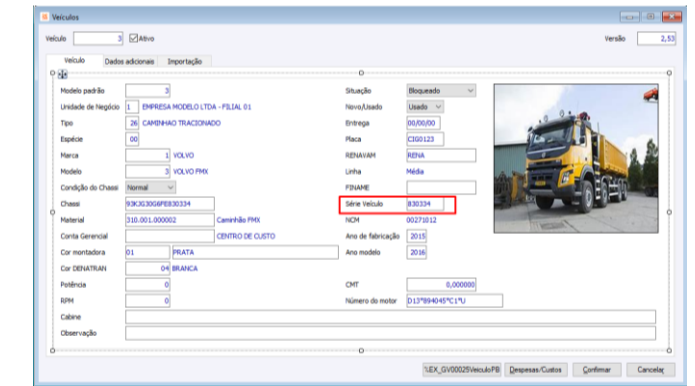 Veículos
Veículo 3 Ativo Versão 2,53
Veículo Dados adicionais Importação
Modelo padrão 3 Situação Bloqueado
Unidade de Negócio 1 EMPRESA MODELO LTDA - FILIAL 01 Novo/Usado Usado
Tipo 26 CAMINHAO TRACIONADO Entrega 00/00/00
Espécie 00 Placa CIG0123
Marca 1 VOLVO RENAVAM RENA
Modelo 3 VOLVO FMX Linha Média
Condição do Chassi Normal FINAME
Chassi 93KJG30G6FE830334 Série Veículo 830334
Material 310.001.000002 Caminhão FMX NCM 00271012
Conta Gerencial CENTRO DE CUSTO Ano de fabricação 2015
Cor montadora 01 PRATA Ano modelo 2016
Cor DENATRAN 04 BRANCA
Potência 0 CMT 0,000000
RPM 0 Número do motor D13*894045*C1*U
Cabine
Observação
%EX_GV00025VeiculoPB Despesas/Custos Confirmar Cancelar